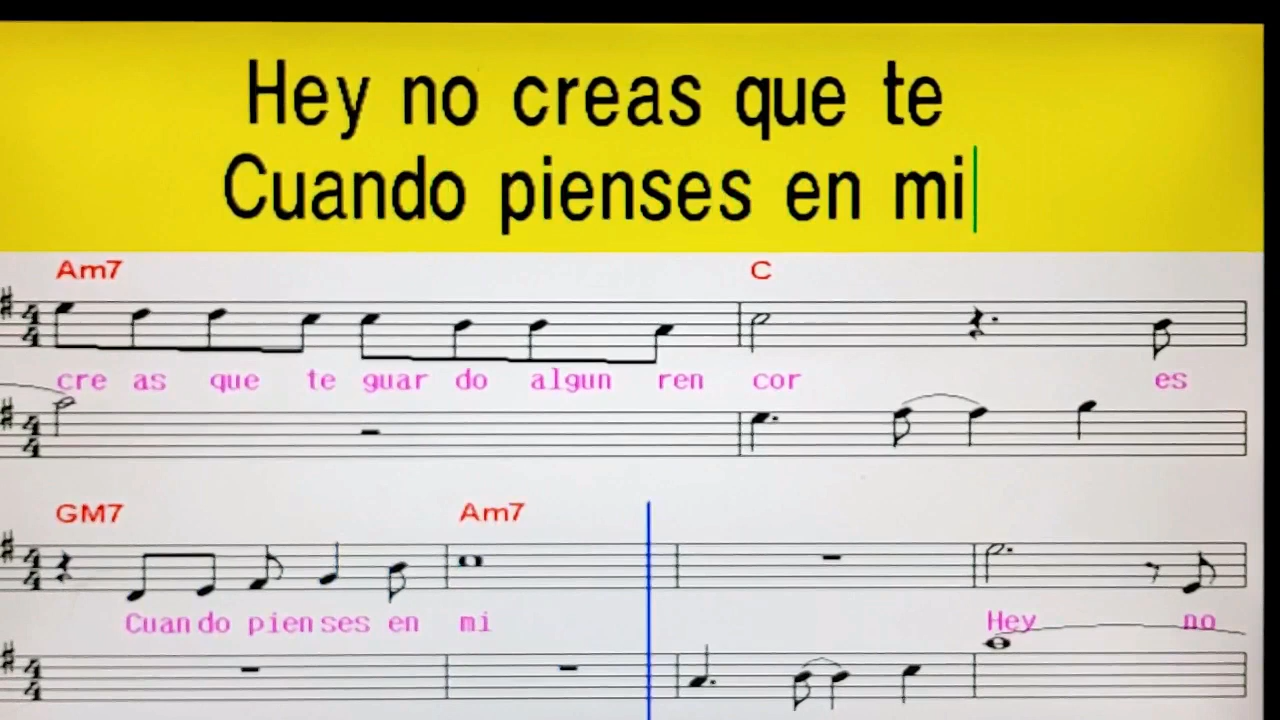 Hey no creas que te
Cuando pienses en mi
Am7 C
cre as que te guar do algun ren cor es
GM7 Am7
Cuan do pien ses en mi Hey no